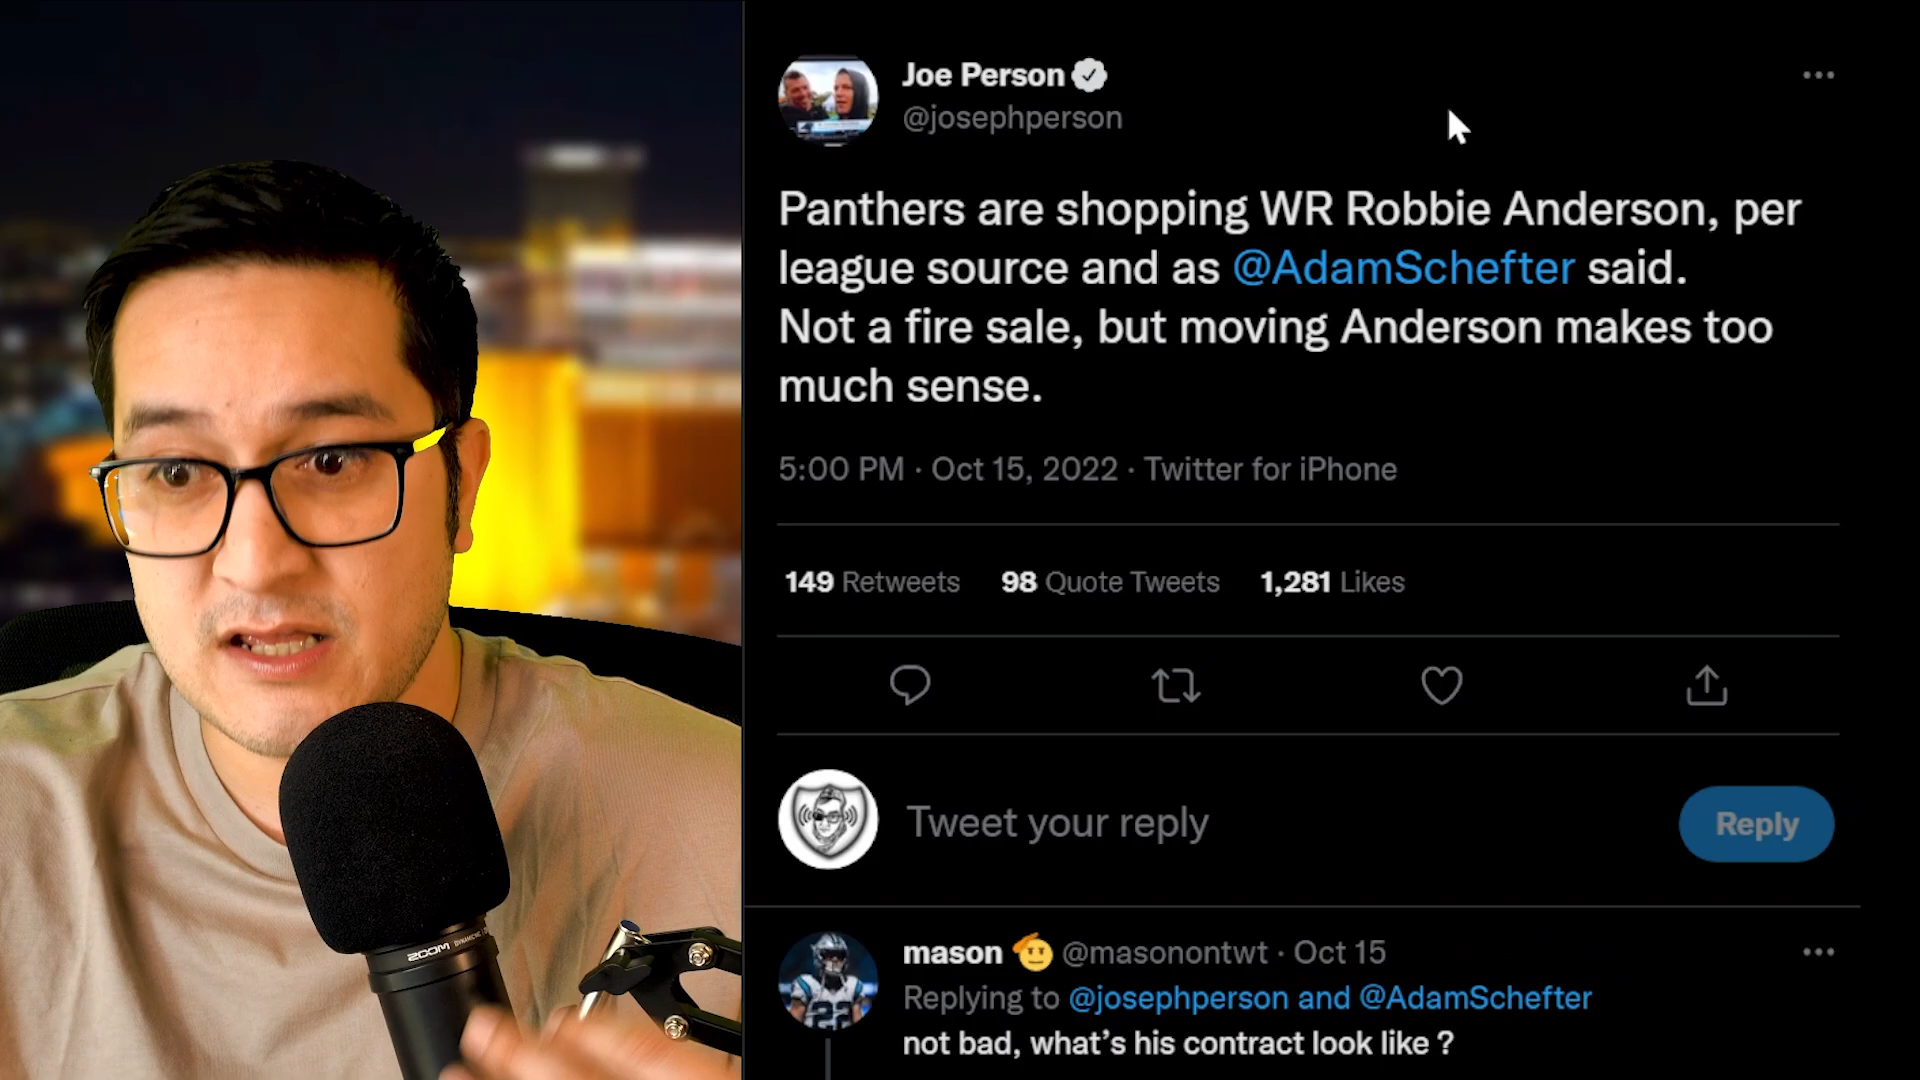 Joe Person
@josephperson
Panthers are shopping WR Robbie Anderson, per
league source and as @AdamSchefter said.
Not a fire sale, but moving Anderson makes too
much sense.
5:00 PM · Oct 15, 2022 · Twitter for iPhone
149 Retweets 98 Quote Tweets 1,281 Likes
Tweet your reply
Reply
mason 🫡 @masonontwt · Oct 15
Replying to @josephperson and @AdamSchefter
not bad, what’s his contract look like ?
ZOOM
22